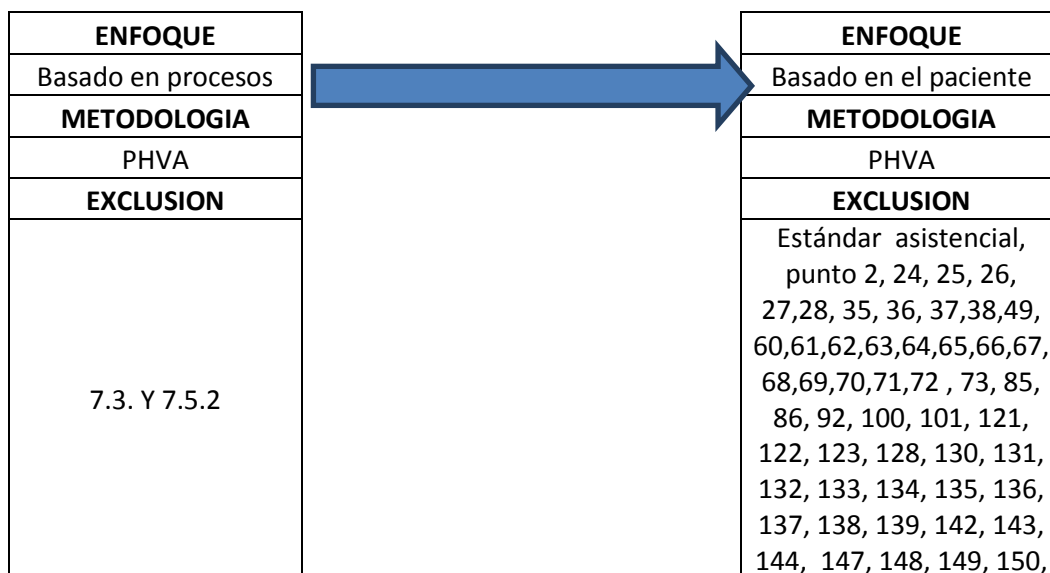 ENFOQUE
Basado en procesos
METODOLOGIA
PHVA
EXCLUSION
7.3. Y 7.5.2
ENFOQUE
Basado en el paciente
METODOLOGIA
PHVA
EXCLUSION
Estándar asistencial,
punto 2, 24, 25, 26,
27,28, 35, 36, 37,38,49,
60,61,62,63,64,65,66,67,
68,69,70,71,72 , 73, 85,
86, 92, 100, 101, 121,
122, 123, 128, 130, 131,
132, 133, 134, 135, 136,
137, 138, 139, 142, 143,
144, 147, 148, 149, 150,